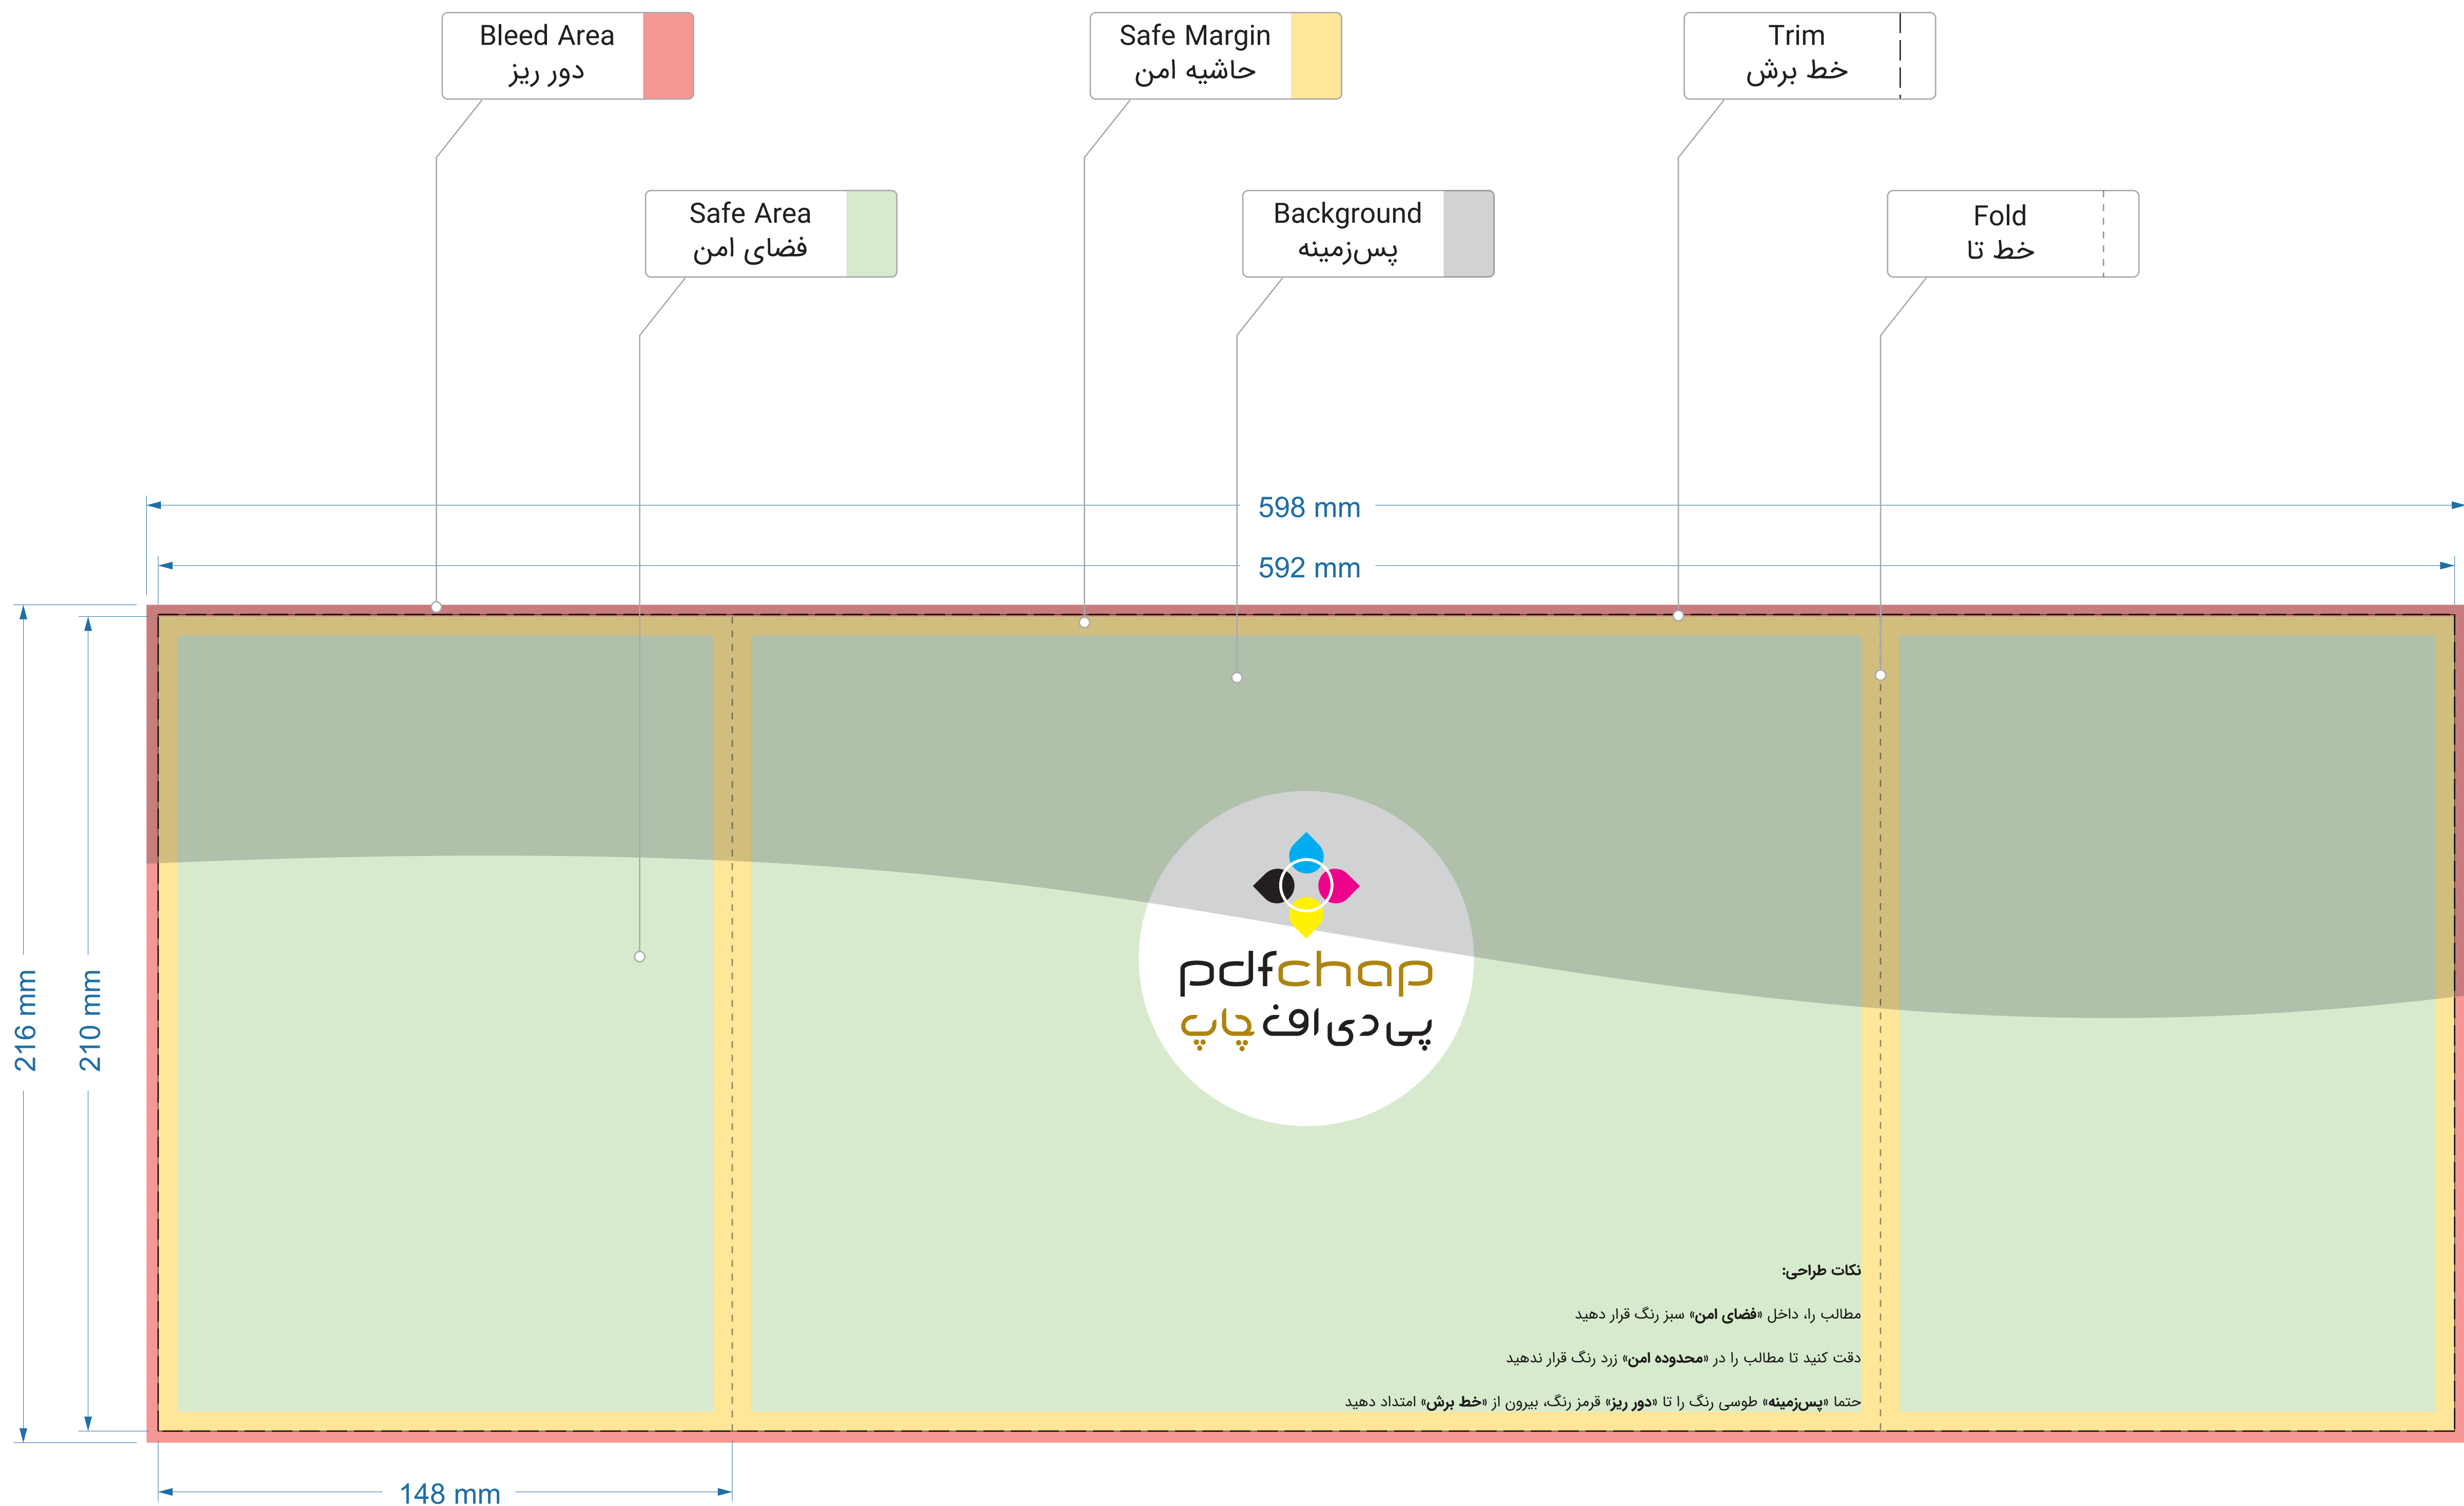 Bleed Area
دور ریز
Safe Margin
حاشیه امن
Trim
خط برش
Safe Area
فضای امن
Background
پس‌زمینه
Fold
خط تا
598 mm
592 mm
216 mm
210 mm
pdfchap
پی دی اف چاپ
نکات طراحی:
مطالب را، داخل «فضای امن» سبز رنگ قرار دهید
دقت کنید تا مطالب را در «محدوده امن» زرد رنگ قرار ندهید
حتما «پس‌زمینه» طوسی رنگ را تا «دور ریز» قرمز رنگ، بیرون از «خط برش» امتداد دهید
148 mm